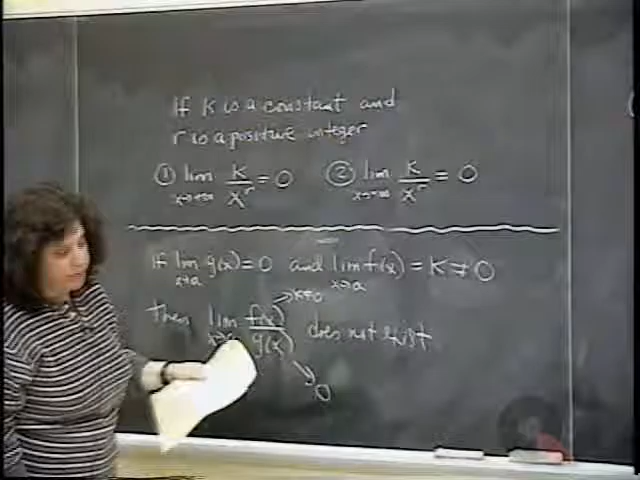 If K is a constant and
r is a positive integer
① lim x→+∞ K/x^r = 0 ② lim x→-∞ K/x^r = 0
If lim x→a g(x) = 0 and lim x→a f(x) = K ≠ 0
then lim f(x)/g(x) does not exist.
→ K≠0
→ 0